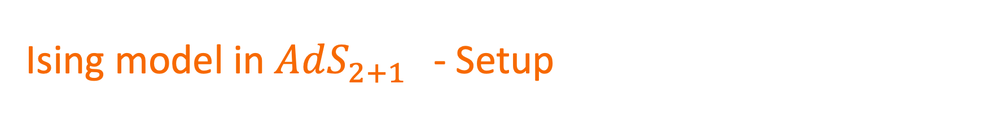 Ising model in $AdS_{2+1}$ - Setup